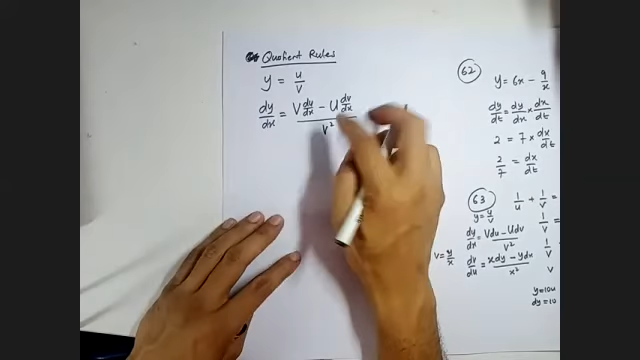 Quotient Rules
y = u/v
dy/dx = (V du/dx − U dv/dx)/v²
62
y = 6x − 9/x
dy/dt = dy/dx × dx/dt
2 = 7 × dx/dt
2/7 = dx/dt
63
1/u + 1/v =
y = u/v
1/v =
dy/dx = (Vdu − Udv)/V²
1/v
v = y/x
dv/du = (xdy − ydx)/x²
v
y = 10u
dy = 10